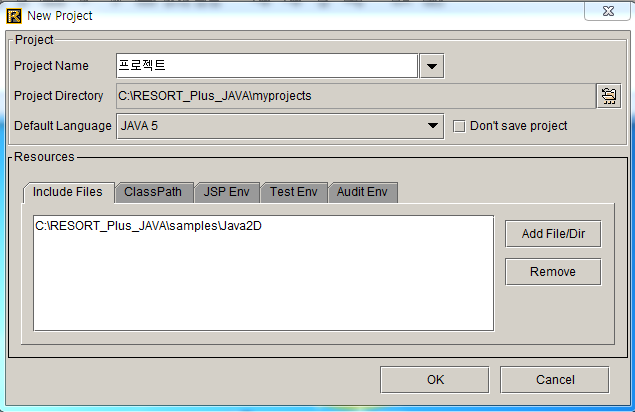 New Project
Project
Project Name 프로젝트
Project Directory C:\RESORT_Plus_JAVA\myprojects
Default Language JAVA 5 Don't save project
Resources
Include Files ClassPath JSP Env Test Env Audit Env
C:\RESORT_Plus_JAVA\samples\Java2D
Add File/Dir
Remove
OK Cancel